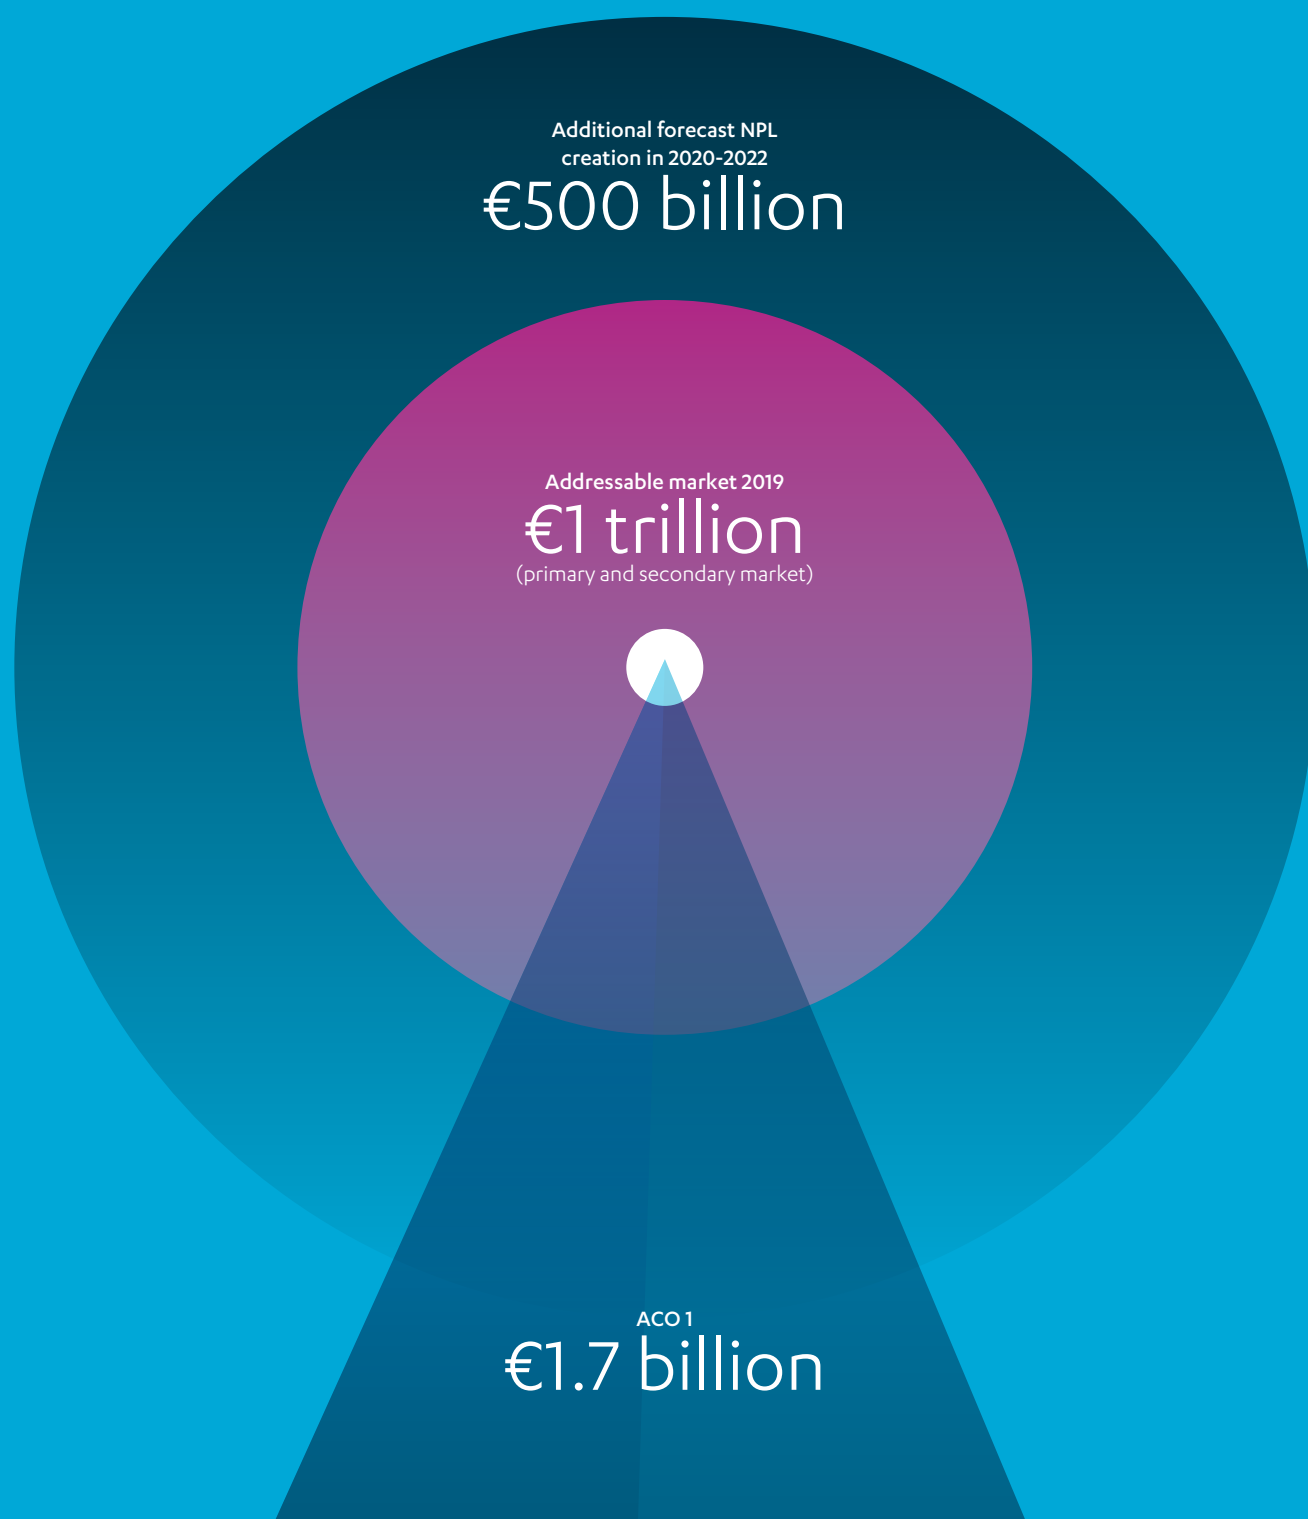 Additional forecast NPL
creation in 2020-2022
€500 billion
Addressable market 2019
€1 trillion
(primary and secondary market)
ACO 1
€1.7 billion